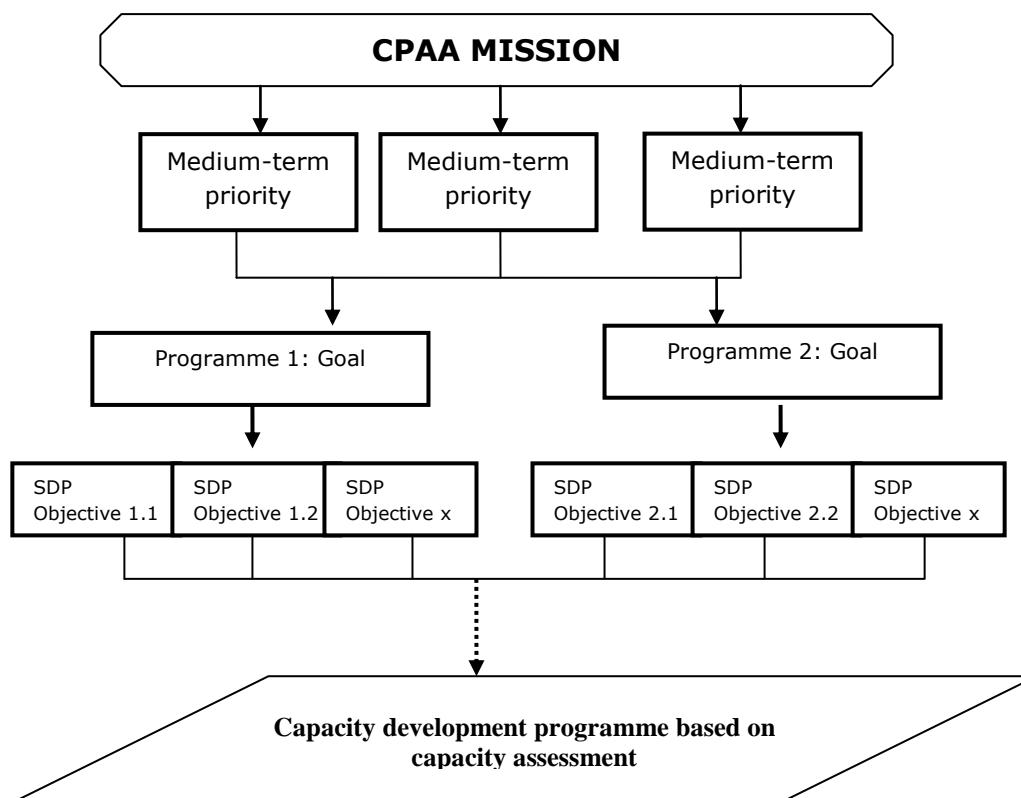 CPAA MISSION
Medium-term
priority
Medium-term
priority
Medium-term
priority
Programme 1: Goal
Programme 2: Goal
SDP
Objective 1.1
SDP
Objective 1.2
SDP
Objective x
SDP
Objective 2.1
SDP
Objective 2.2
SDP
Objective x
Capacity development programme based on
capacity assessment